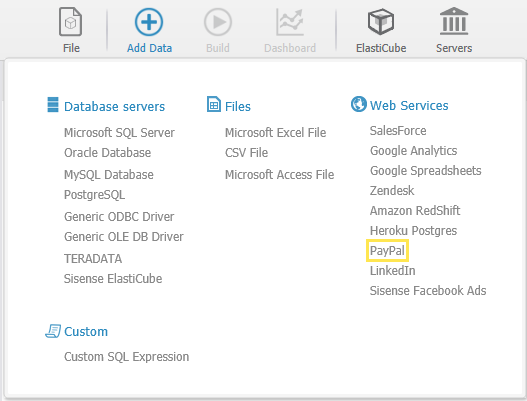 File
Add Data
Build
Dashboard
ElastiCube
Servers
Database servers
Microsoft SQL Server
Oracle Database
MySQL Database
PostgreSQL
Generic ODBC Driver
Generic OLE DB Driver
TERADATA
Sisense ElastiCube
Files
Microsoft Excel File
CSV File
Microsoft Access File
Web Services
SalesForce
Google Analytics
Google Spreadsheets
Zendesk
Amazon RedShift
Heroku Postgres
PayPal
LinkedIn
Sisense Facebook Ads
Custom
Custom SQL Expression